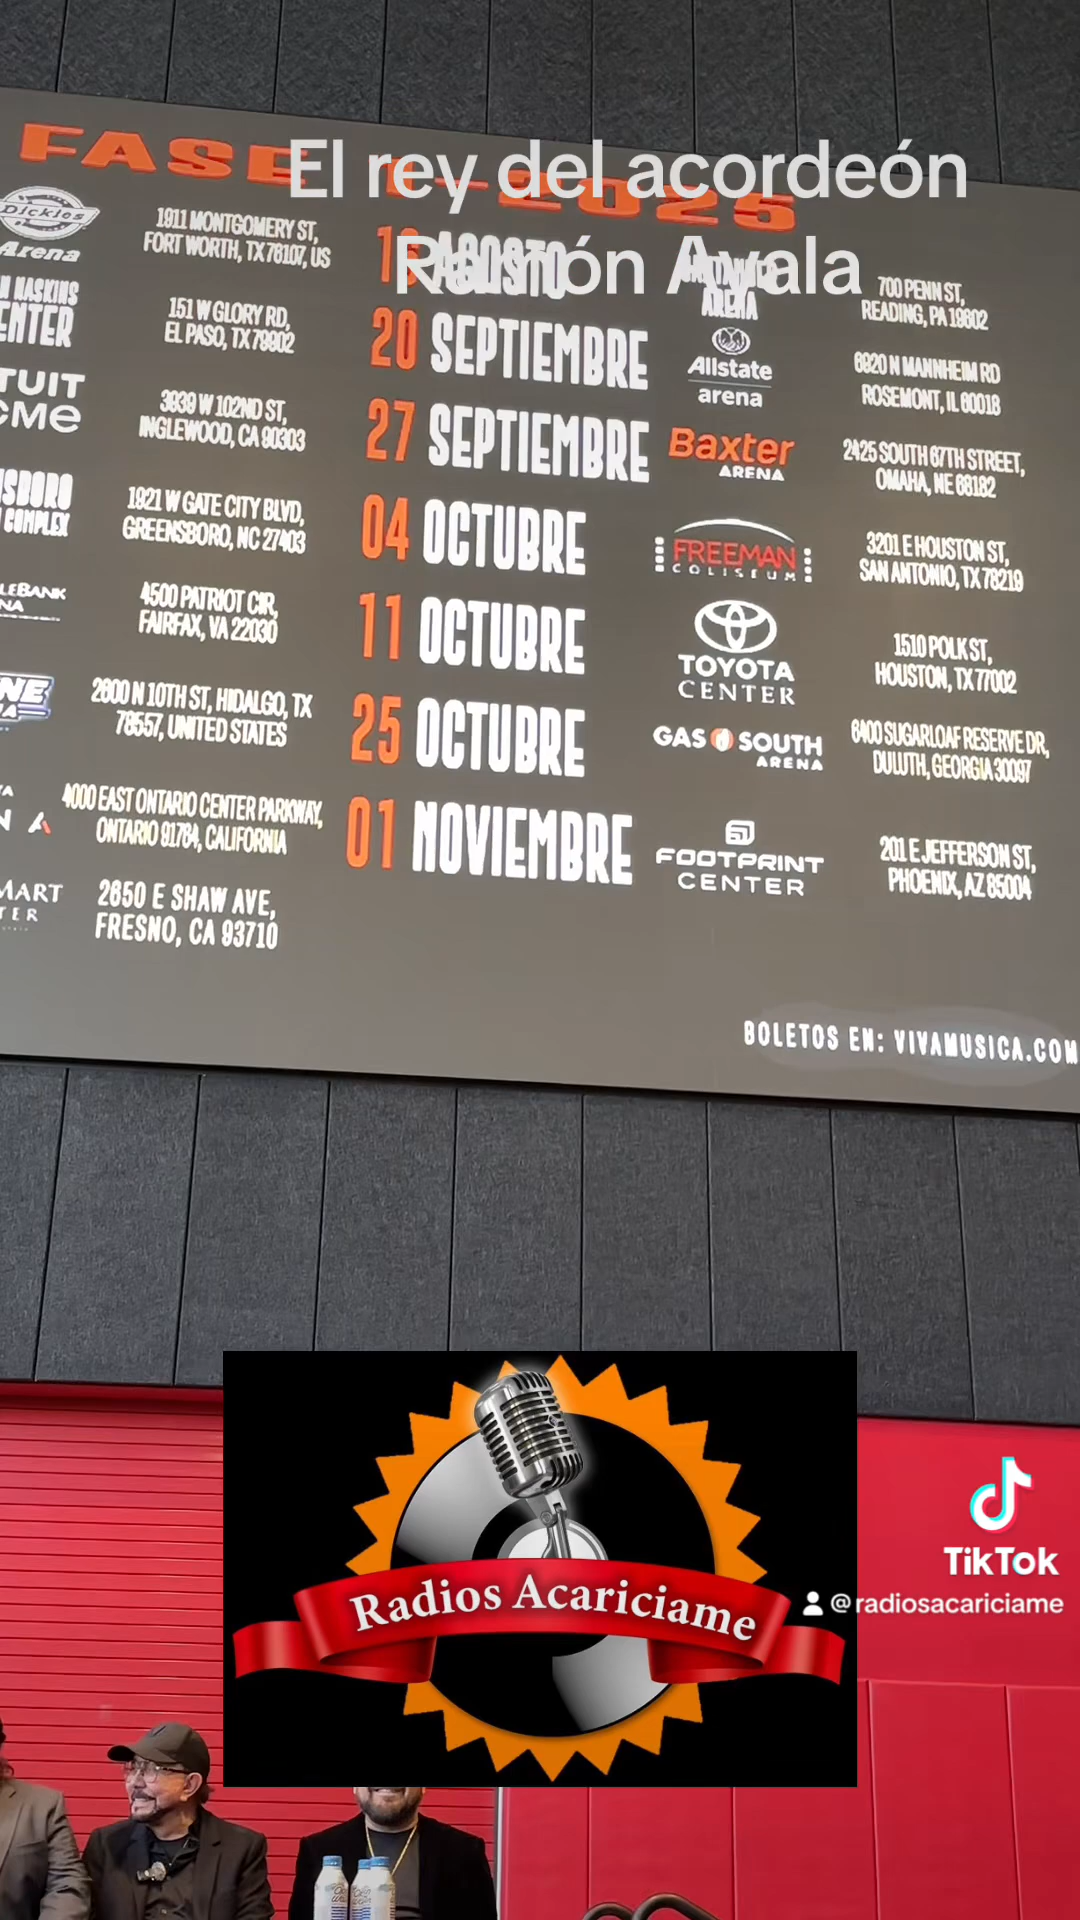 El rey del acordeón
Ramón Ayala
FASE
2025
Dickies
Arena
1911 MONTGOMERY ST,
FORT WORTH, TX 76107, US
HASKINS
151 W GLORY RD,
EL PASO, TX 79902
3939 W 102ND ST,
INGLEWOOD, CA 90303
COMPLEX
1921 W GATE CITY BLVD,
GREENSBORO, NC 27403
4500 PATRIOT CIR,
FAIRFAX, VA 22030
2600 N 10TH ST, HIDALGO, TX
78557, UNITED STATES
4000 EAST ONTARIO CENTER PARKWAY,
ONTARIO 91764, CALIFORNIA
2650 E SHAW AVE,
FRESNO, CA 93710
AGOSTO
ARENA
700 PENN ST,
READING, PA 19602
20 SEPTIEMBRE
Allstate
arena
6920 N MANNHEIM RD
ROSEMONT, IL 60018
27 SEPTIEMBRE
Baxter
ARENA
2425 SOUTH 67TH STREET,
OMAHA, NE 68182
04 OCTUBRE
FREEMAN
COLISEUM
3201 E HOUSTON ST,
SAN ANTONIO, TX 78219
11 OCTUBRE
TOYOTA
CENTER
1510 POLK ST,
HOUSTON, TX 77002
25 OCTUBRE
GAS SOUTH
ARENA
6400 SUGARLOAF RESERVE DR,
DULUTH, GEORGIA 30097
01 NOVIEMBRE
FOOTPRINT
CENTER
201 E JEFFERSON ST,
PHOENIX, AZ 85004
BOLETOS EN: VIVAMUSICA.COM
Radios Acariciame
TikTok
@radiosacariciame